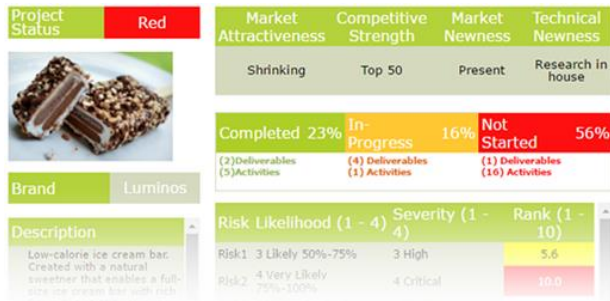 Project
Status
Red
Market
Attractiveness
Competitive
Strength
Market
Newness
Technical
Newness
Shrinking
Top 50
Present
Research in
house
Completed 23%
In-
Progress
16%
Not
Started
56%
(2)Deliverables
(5)Activities
(4) Deliverables
(1) Activities
(1) Deliverables
(16) Activities
Brand
Luminos
Description
Low-calorie ice cream bar.
Created with a natural
sweetner that enables a full-
size ice cream bar with rich
Risk Likelihood (1 - 4)
Severity (1 -
4)
Rank (1 -
10)
Risk1 3 Likely 50%-75% 3 High 5.6
Risk2 4 Very Likely
75%-100%
4 Critical 10.0